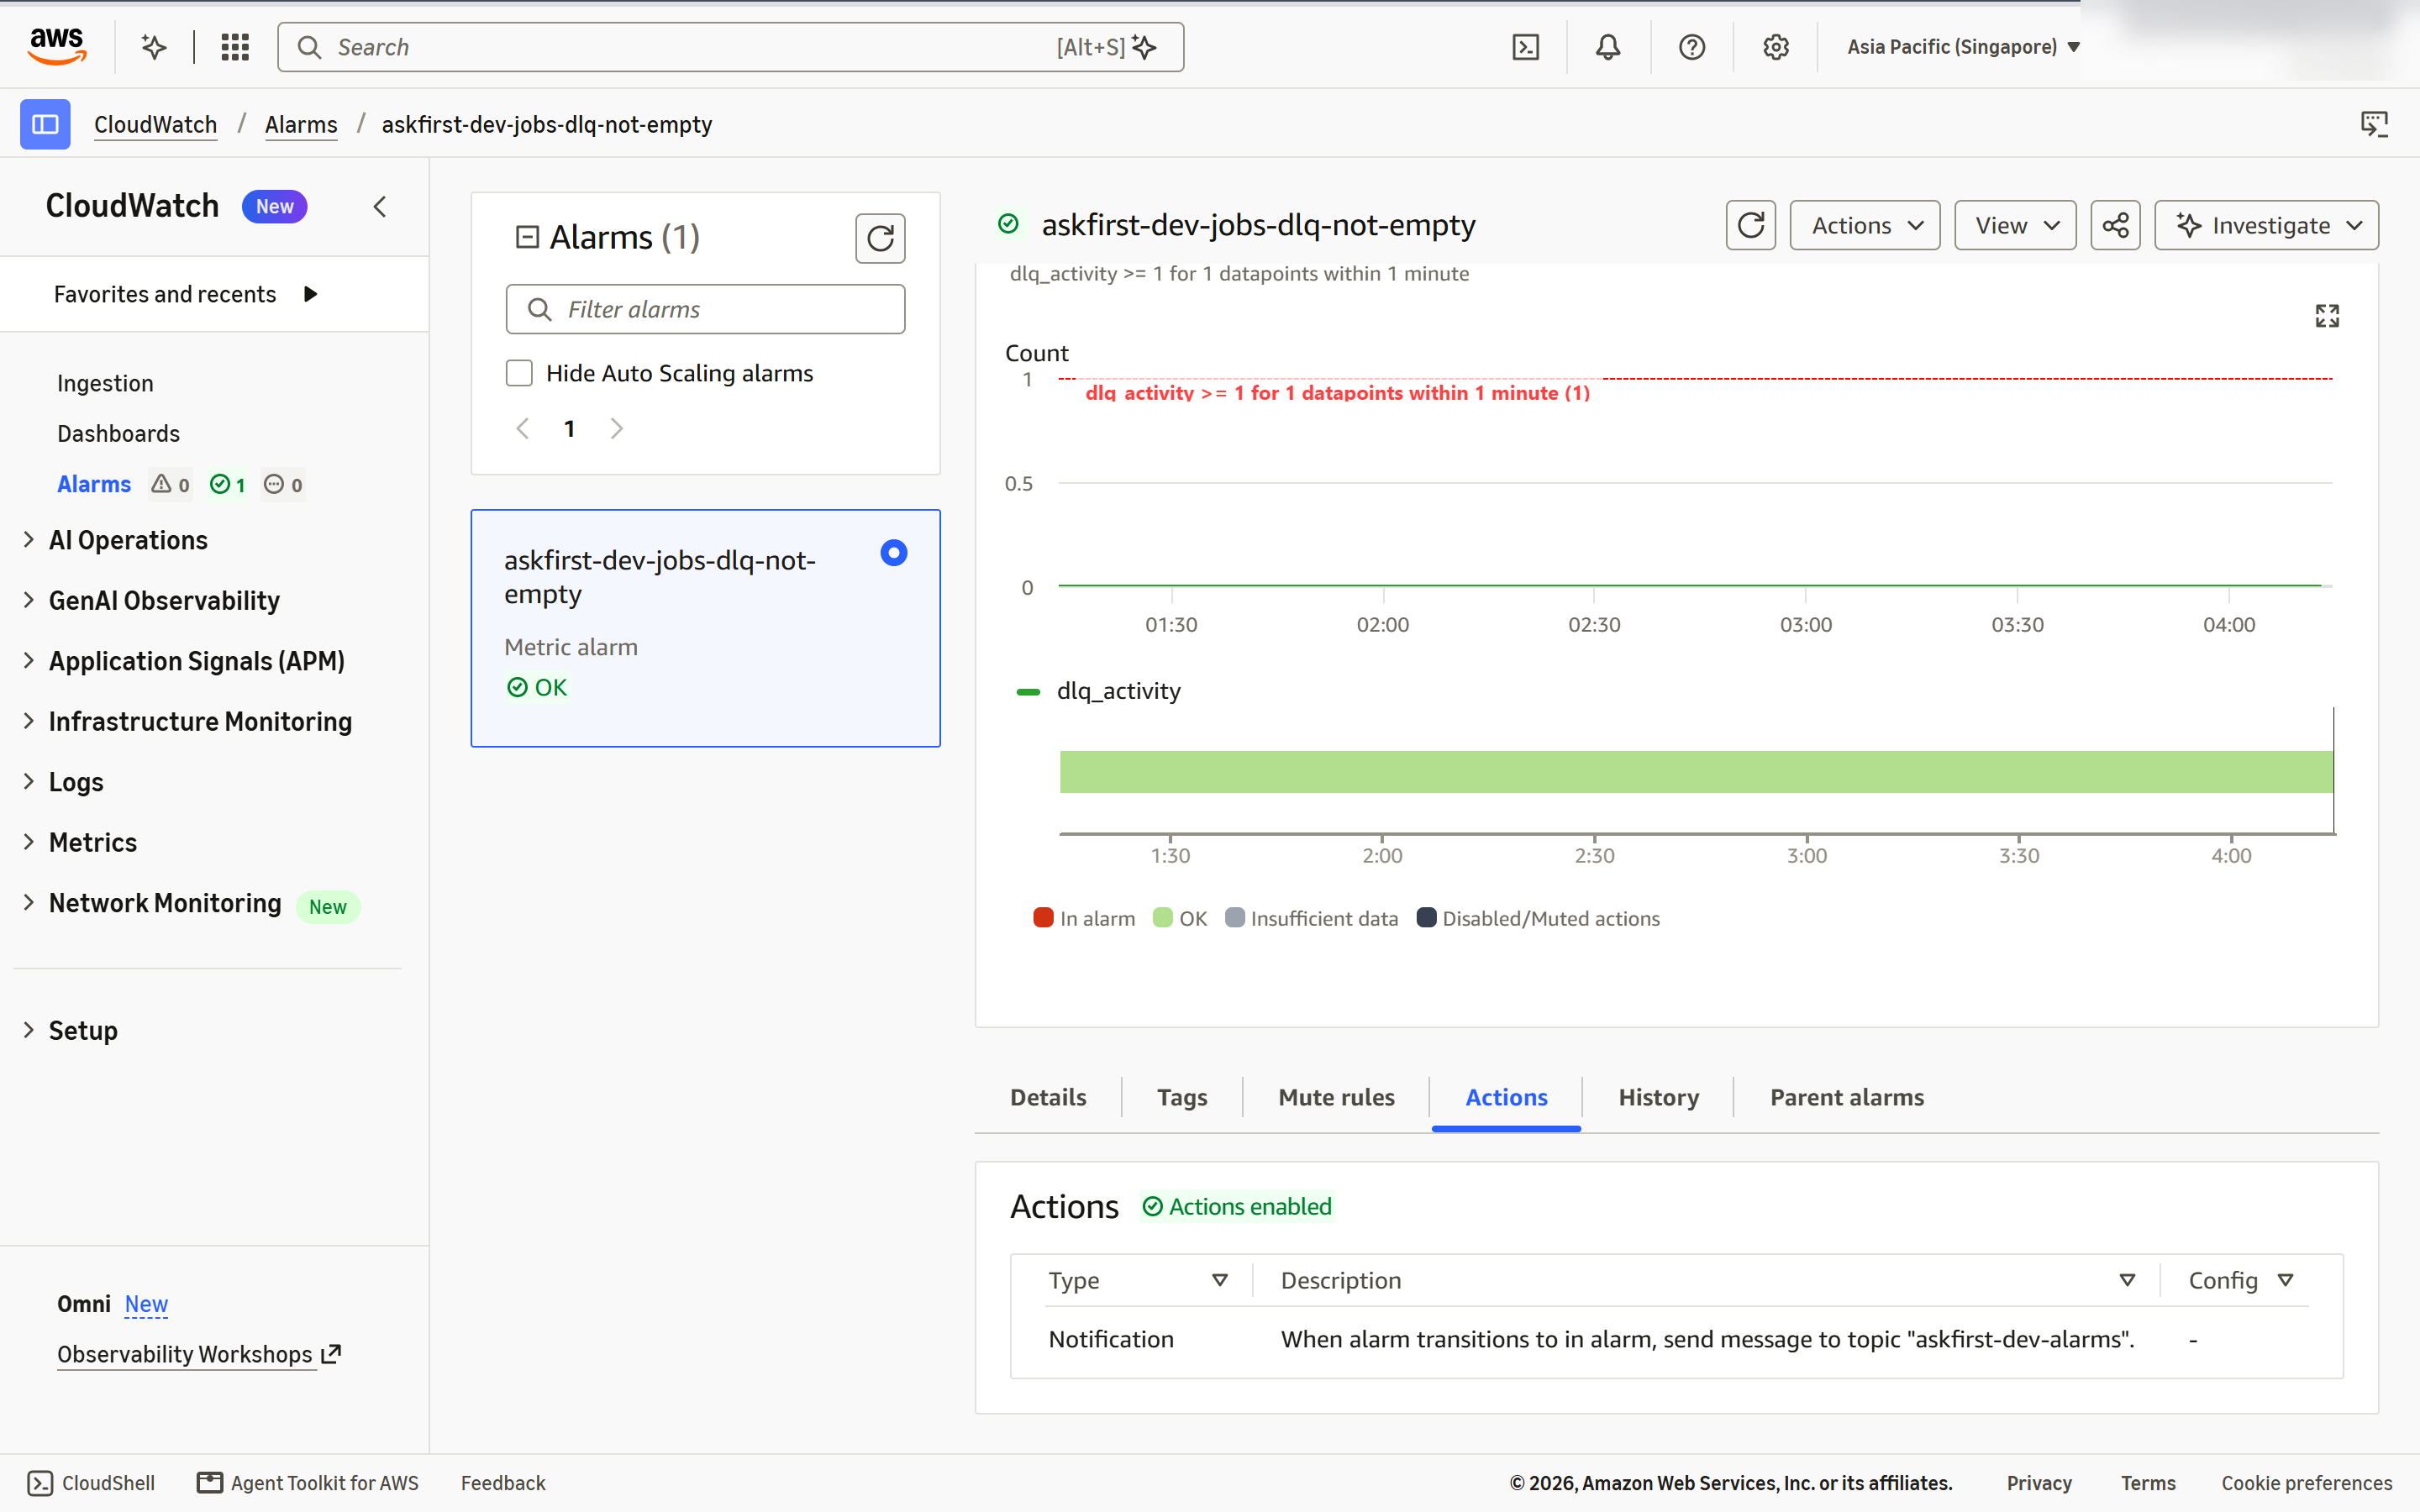 aws
Search
[Alt+S]
Asia Pacific (Singapore)
CloudWatch / Alarms / askfirst-dev-jobs-dlq-not-empty
CloudWatch
New
Favorites and recents
Ingestion
Dashboards
Alarms 0 1 0
AI Operations
GenAI Observability
Application Signals (APM)
Infrastructure Monitoring
Logs
Metrics
Network Monitoring New
Setup
Omni New
Observability Workshops
Alarms (1)
Filter alarms
Hide Auto Scaling alarms
1
askfirst-dev-jobs-dlq-not-
empty
Metric alarm
OK
askfirst-dev-jobs-dlq-not-empty
Actions
View
Investigate
dlq_activity >= 1 for 1 datapoints within 1 minute
Count
1
dlq_activity >= 1 for 1 datapoints within 1 minute (1)
0.5
0
01:30 02:00 02:30 03:00 03:30 04:00
dlq_activity
1:30 2:00 2:30 3:00 3:30 4:00
In alarm OK Insufficient data Disabled/Muted actions
Details Tags Mute rules Actions History Parent alarms
Actions Actions enabled
Type Description Config
Notification When alarm transitions to in alarm, send message to topic "askfirst-dev-alarms". -
CloudShell Agent Toolkit for AWS Feedback
© 2026, Amazon Web Services, Inc. or its affiliates. Privacy Terms Cookie preferences